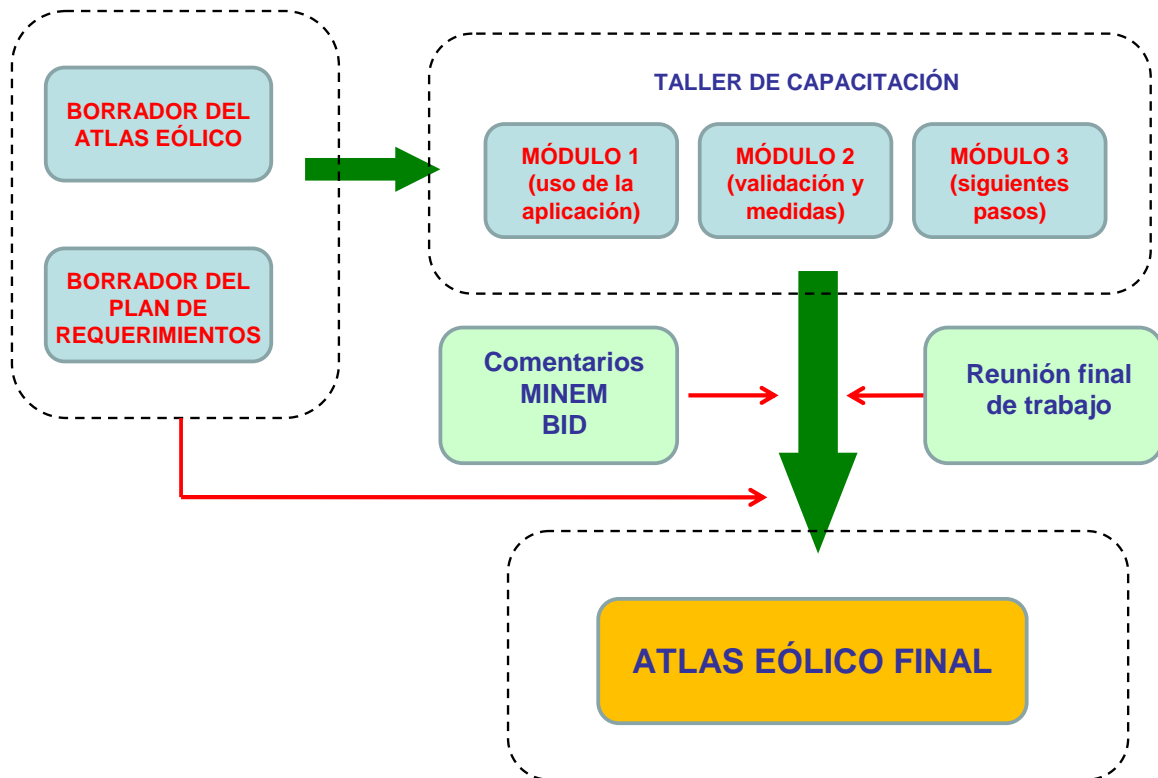 BORRADOR DEL
ATLAS EÓLICO
BORRADOR DEL
PLAN DE
REQUERIMIENTOS
TALLER DE CAPACITACIÓN
MÓDULO 1
(uso de la
aplicación)
MÓDULO 2
(validación y
medidas)
MÓDULO 3
(siguientes
pasos)
Comentarios
MINEM
BID
Reunión final
de trabajo
ATLAS EÓLICO FINAL